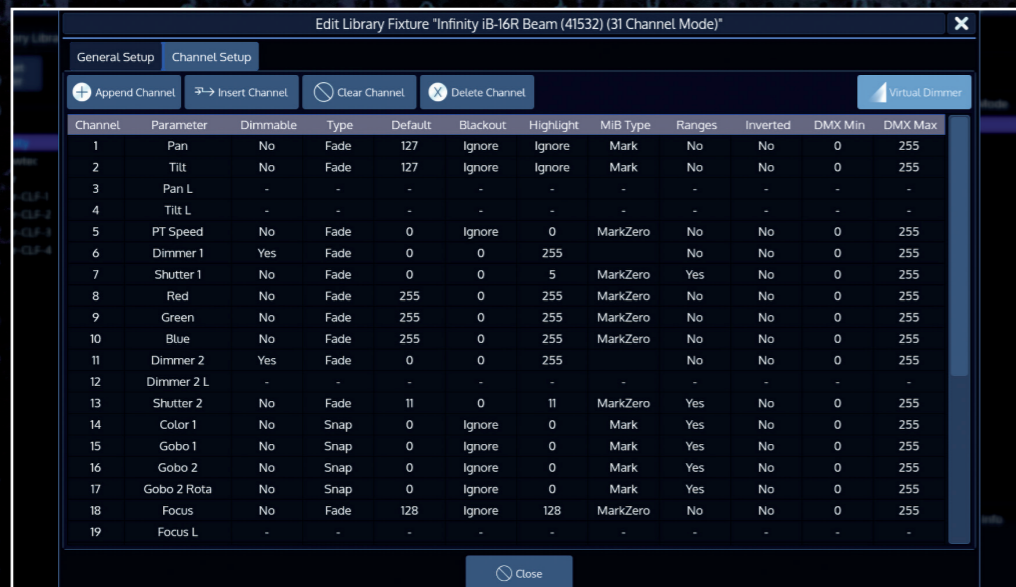 Edit Library Fixture "Infinity iB-16R Beam (41532) (31 Channel Mode)"
General Setup Channel Setup
Append Channel Insert Channel Clear Channel Delete Channel Virtual Dimmer
Channel Parameter Dimmable Type Default Blackout Highlight MiB Type Ranges Inverted DMX Min DMX Max
1 Pan No Fade 127 Ignore Ignore Mark No No 0 255
2 Tilt No Fade 127 Ignore Ignore Mark No No 0 255
3 Pan L - - - - - - - - - -
4 Tilt L - - - - - - - - - -
5 PT Speed No Fade 0 Ignore 0 MarkZero No No 0 255
6 Dimmer 1 Yes Fade 0 0 255 No No 0 255
7 Shutter 1 No Fade 0 0 5 MarkZero Yes No 0 255
8 Red No Fade 255 0 255 MarkZero No No 0 255
9 Green No Fade 255 0 255 MarkZero No No 0 255
10 Blue No Fade 255 0 255 MarkZero No No 0 255
11 Dimmer 2 Yes Fade 0 0 255 No No 0 255
12 Dimmer 2 L - - - - - - - - - -
13 Shutter 2 No Fade 11 0 11 MarkZero Yes No 0 255
14 Color 1 No Snap 0 Ignore 0 Mark Yes No 0 255
15 Gobo 1 No Snap 0 Ignore 0 Mark Yes No 0 255
16 Gobo 2 No Snap 0 Ignore 0 Mark Yes No 0 255
17 Gobo 2 Rota No Snap 0 Ignore 0 Mark Yes No 0 255
18 Focus No Fade 128 Ignore 128 MarkZero No No 0 255
19 Focus L - - - - - - - - - -
Close